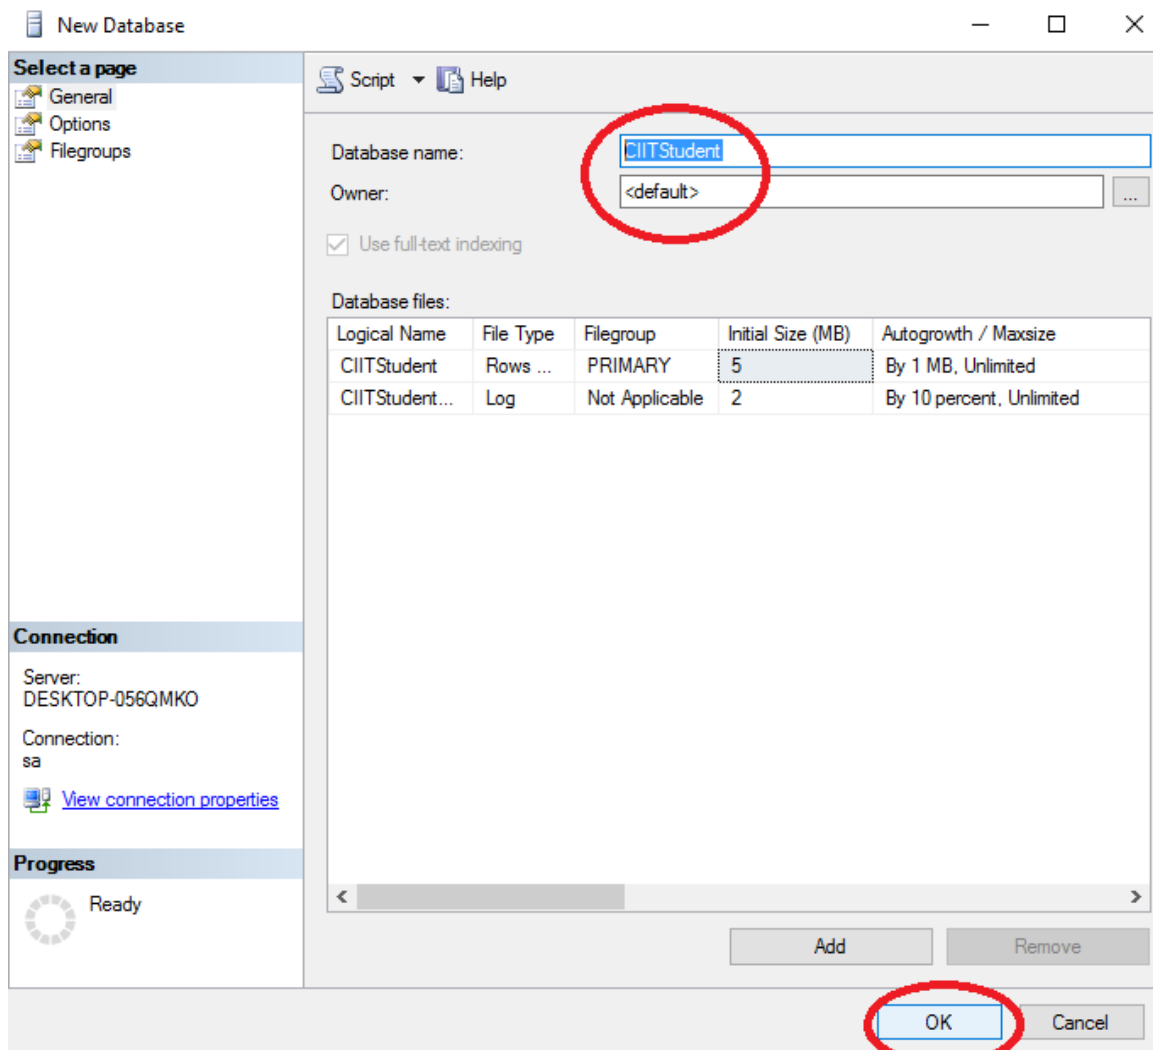 New Database
Select a page
General
Options
Filegroups
Script
Help
Database name:
CIITStudent
Owner:
<default>
...
Use full-text indexing
Database files:
Logical Name File Type Filegroup Initial Size (MB) Autogrowth / Maxsize
CIITStudent Rows ... PRIMARY 5 By 1 MB, Unlimited
CIITStudent... Log Not Applicable 2 By 10 percent, Unlimited
Connection
Server:
DESKTOP-056QMKO
Connection:
sa
View connection properties
Progress
Ready
Add
Remove
OK
Cancel